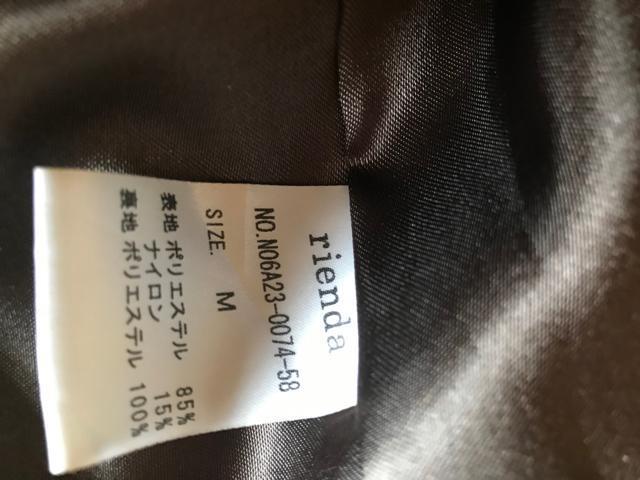 rienda
NO.N06A23-0074-58
SIZE. M
表地 ポリエステル 85%
ナイロン 15%
裏地 ポリエステル 100%